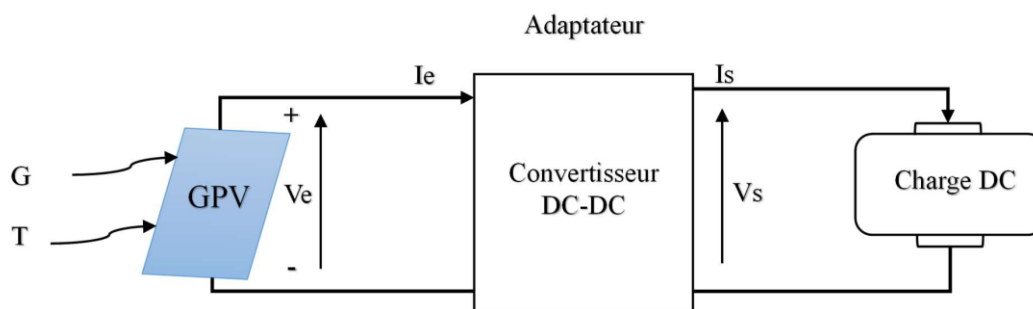 Adaptateur
Ie
Is
+
G
GPV
Ve
Convertisseur
DC-DC
Vs
Charge DC
T
-